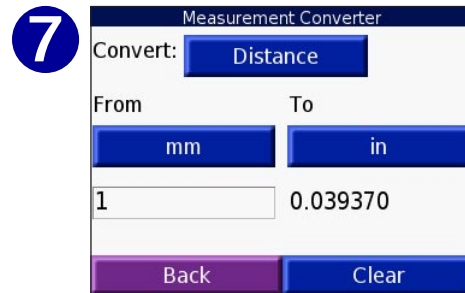 7
Measurement Converter
Convert: Distance
From To
mm in
1 0.039370
Back Clear